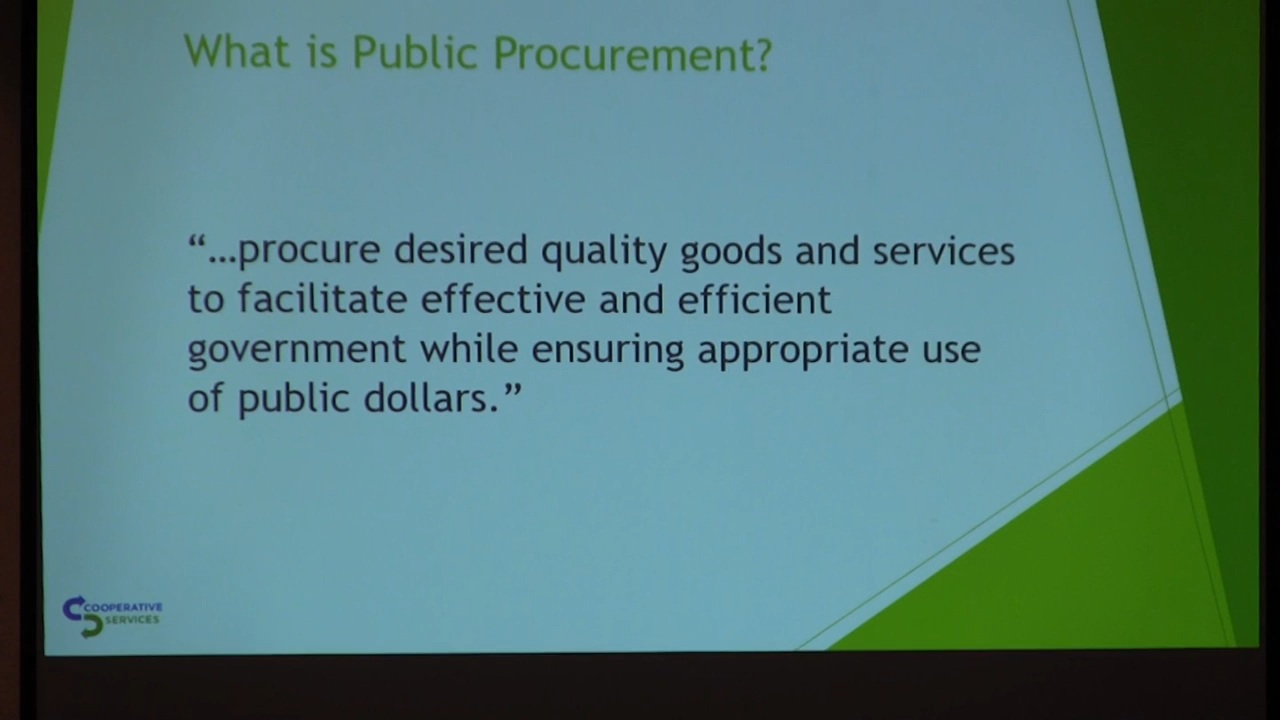 What is Public Procurement?
“…procure desired quality goods and services
to facilitate effective and efficient
government while ensuring appropriate use
of public dollars.”
COOPERATIVE
SERVICES